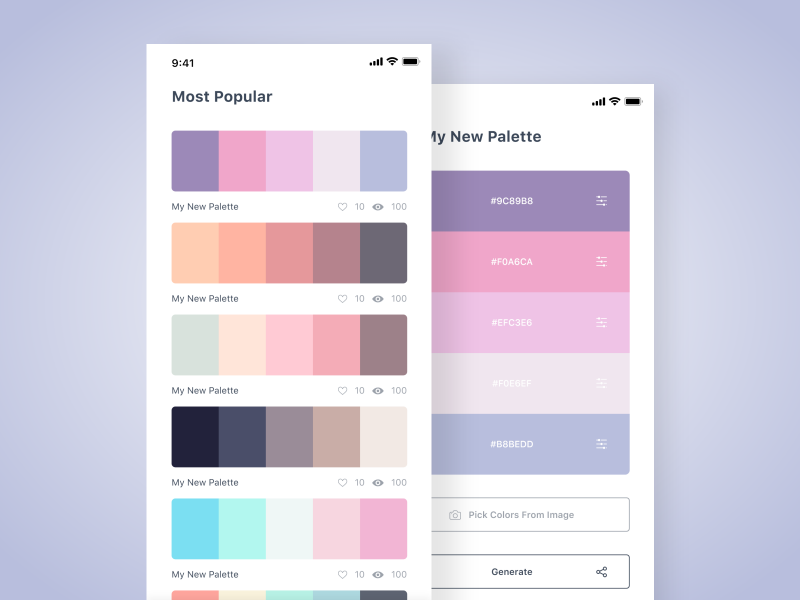 9:41
Most Popular
My New Palette 10 100
My New Palette 10 100
My New Palette 10 100
My New Palette 10 100
My New Palette 10 100
My New Palette
#9C89B8
#F0A6CA
#EFC3E6
#F0E6EF
#B8BEDD
Pick Colors From Image
Generate